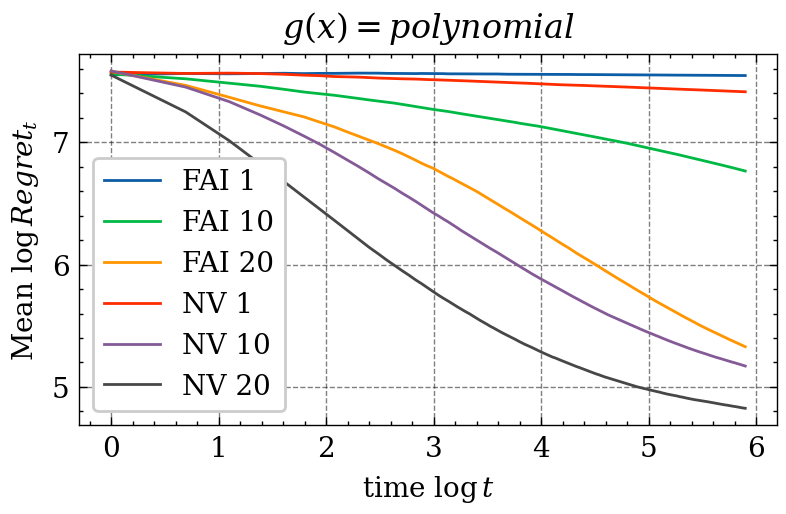 g(x) = polynomial
Mean log Regret_t
7
6
5
FAI 1
FAI 10
FAI 20
NV 1
NV 10
NV 20
0 1 2 3 4 5 6
time log t